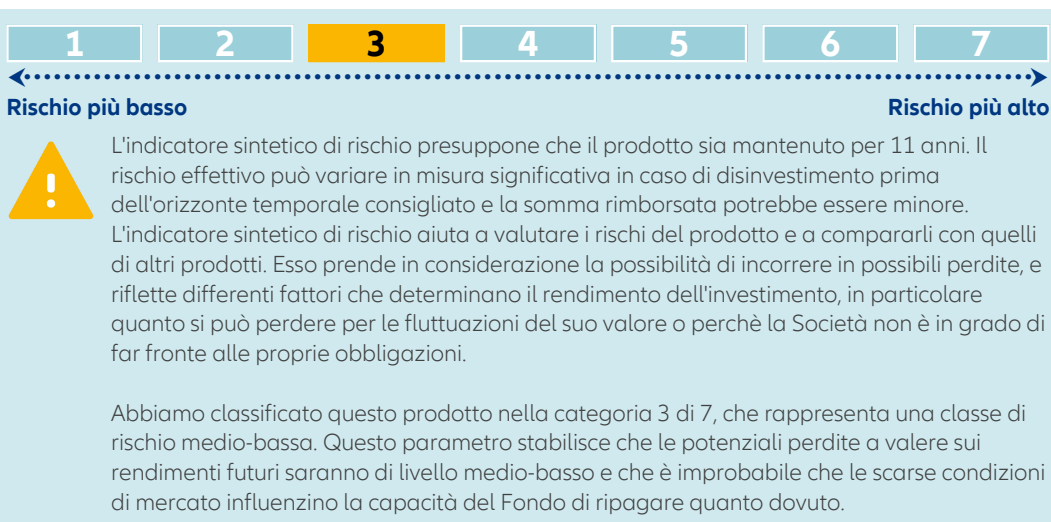 1 2 3 4 5 6 7
Rischio più basso Rischio più alto
L'indicatore sintetico di rischio presuppone che il prodotto sia mantenuto per 11 anni. Il
rischio effettivo può variare in misura significativa in caso di disinvestimento prima
dell'orizzonte temporale consigliato e la somma rimborsata potrebbe essere minore.
L'indicatore sintetico di rischio aiuta a valutare i rischi del prodotto e a compararli con quelli
di altri prodotti. Esso prende in considerazione la possibilità di incorrere in possibili perdite, e
riflette differenti fattori che determinano il rendimento dell'investimento, in particolare
quanto si può perdere per le fluttuazioni del suo valore o perchè la Società non è in grado di
far fronte alle proprie obbligazioni.
Abbiamo classificato questo prodotto nella categoria 3 di 7, che rappresenta una classe di
rischio medio-bassa. Questo parametro stabilisce che le potenziali perdite a valere sui
rendimenti futuri saranno di livello medio-basso e che è improbabile che le scarse condizioni
di mercato influenzino la capacità del Fondo di ripagare quanto dovuto.